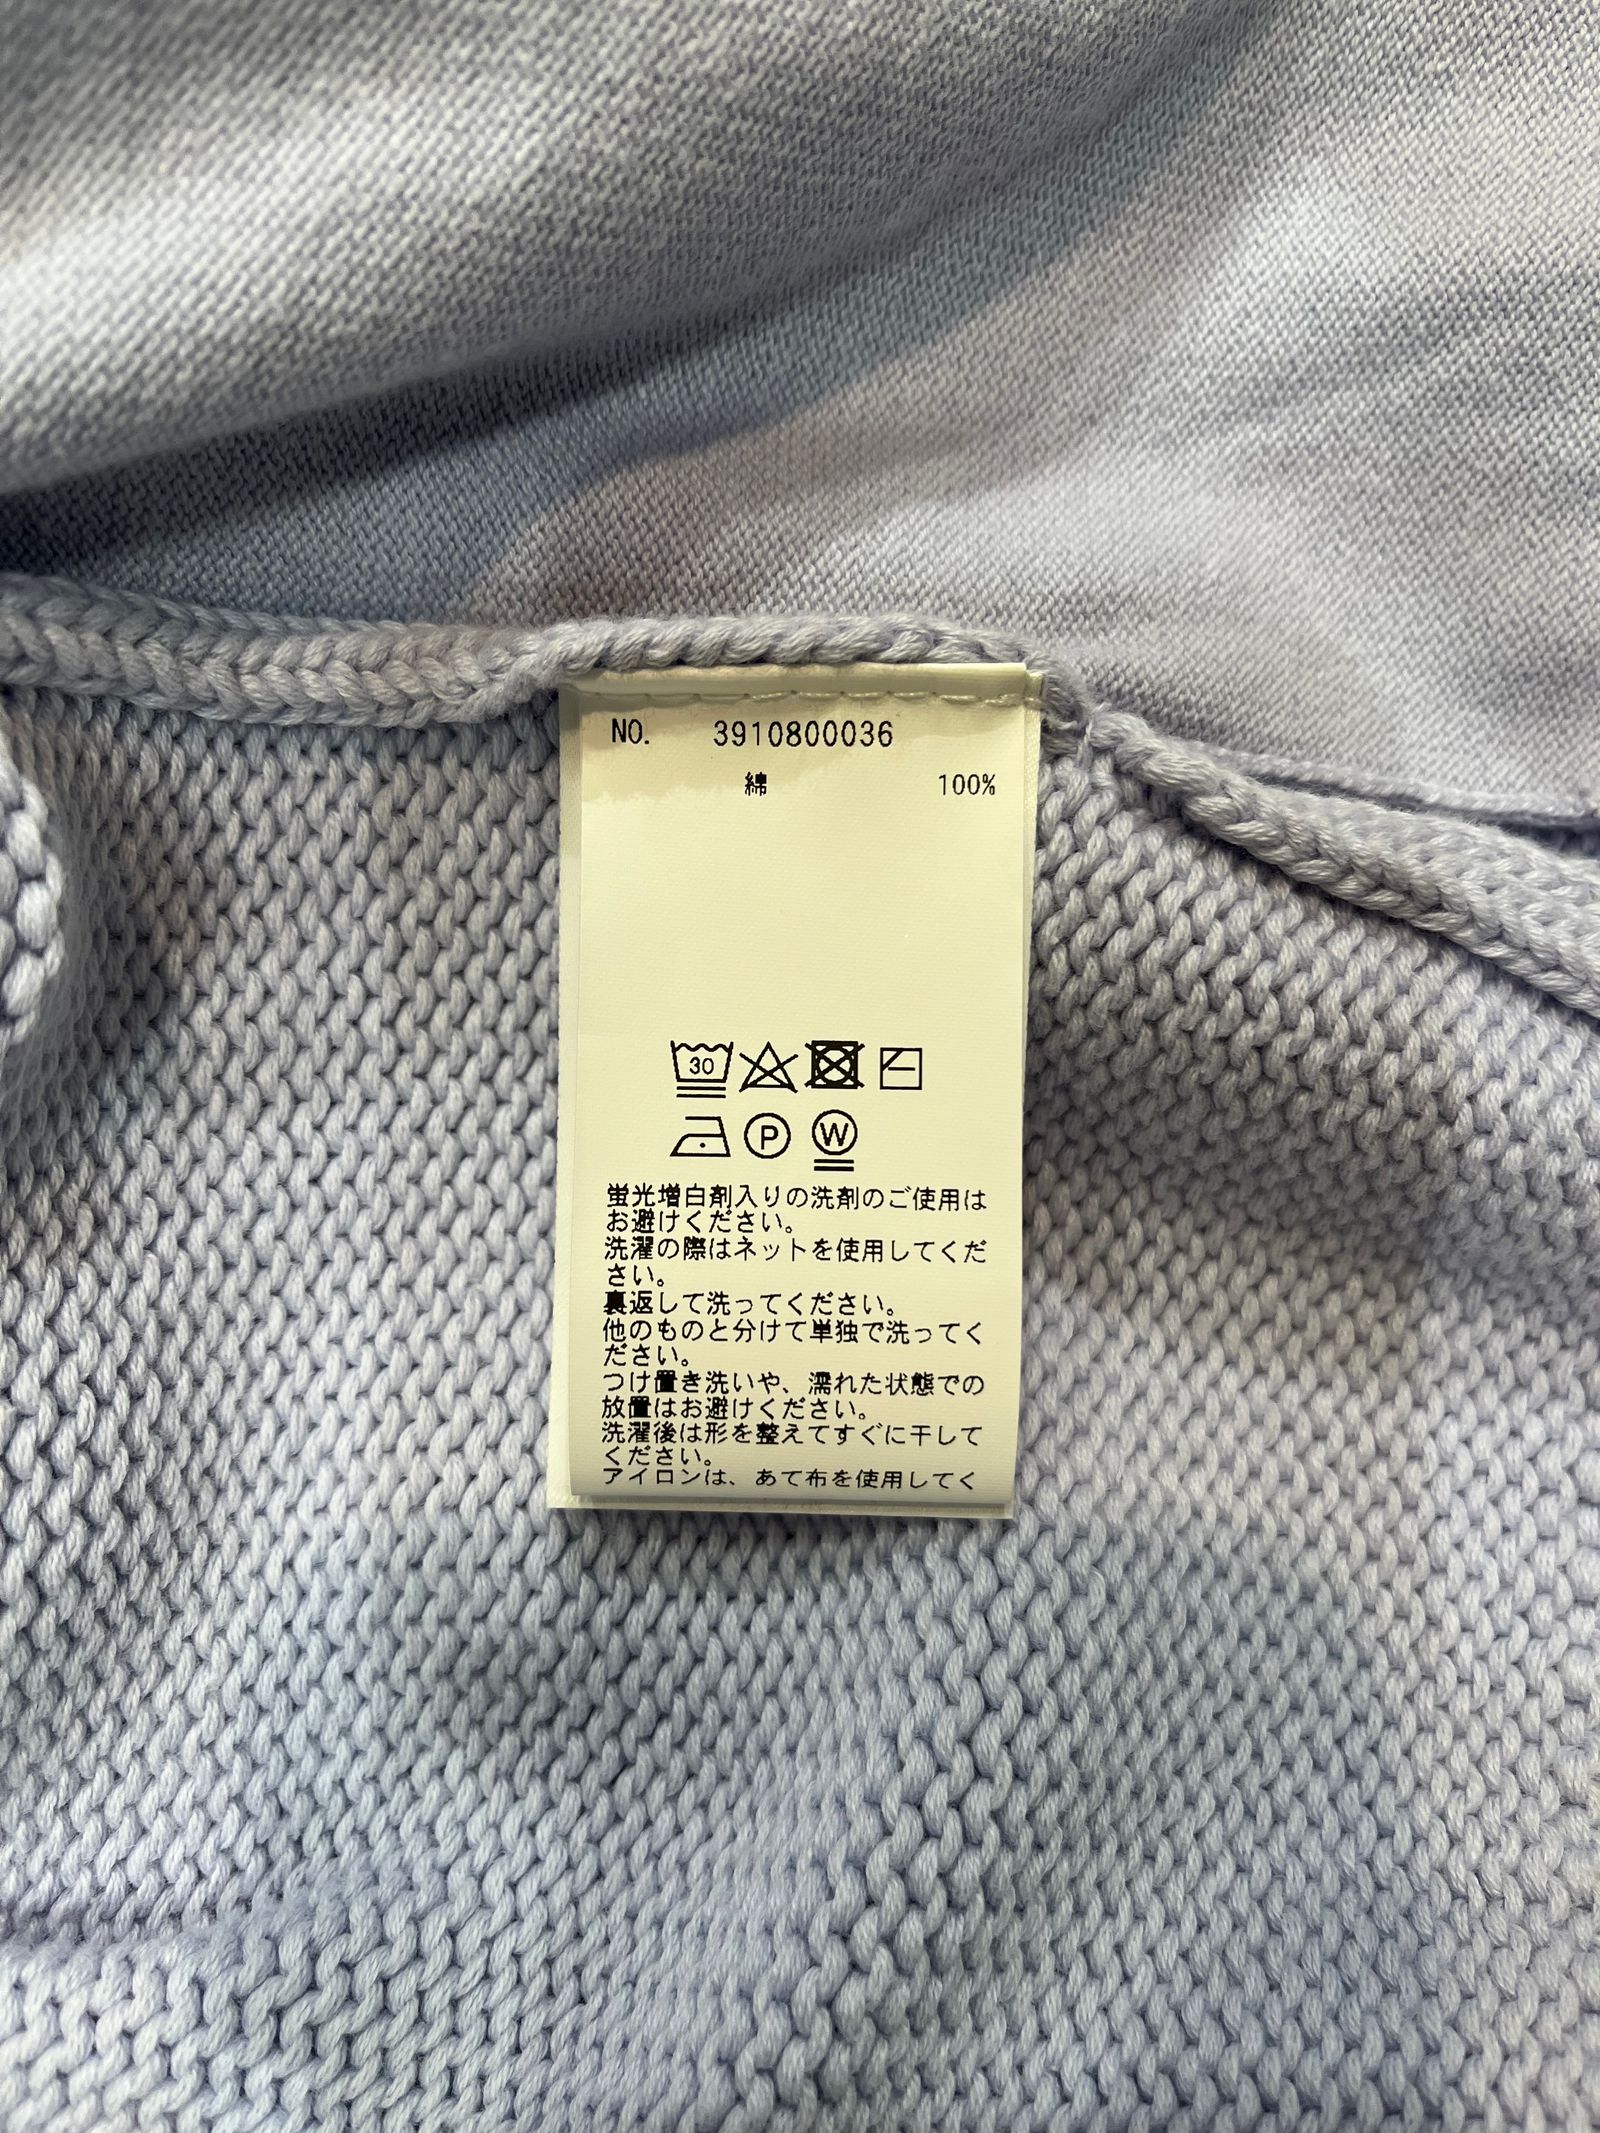 NO. 3910800036
綿 100%
30
P W
蛍光増白剤入りの洗剤のご使用は
お避けください。
洗濯の際はネットを使用してくだ
さい。
裏返して洗ってください。
他のものと分けて単独で洗ってく
ださい。
つけ置き洗いや、濡れた状態での
放置はお避けください。
洗濯後は形を整えてすぐに干して
ください。
アイロンは、あて布を使用してく